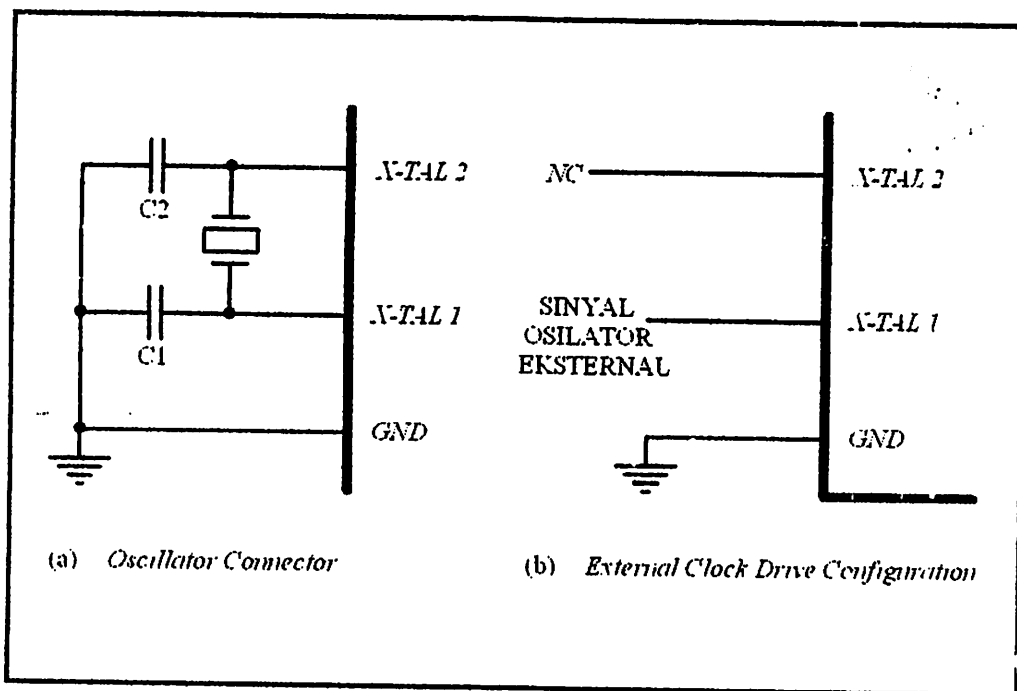 X-TAL 2
C2
X-TAL 1
C1
GND
(a) Oscillator Connector
NC
X-TAL 2
SINYAL
OSILATOR
EKSTERNAL
X-TAL 1
GND
(b) External Clock Drive Configuration